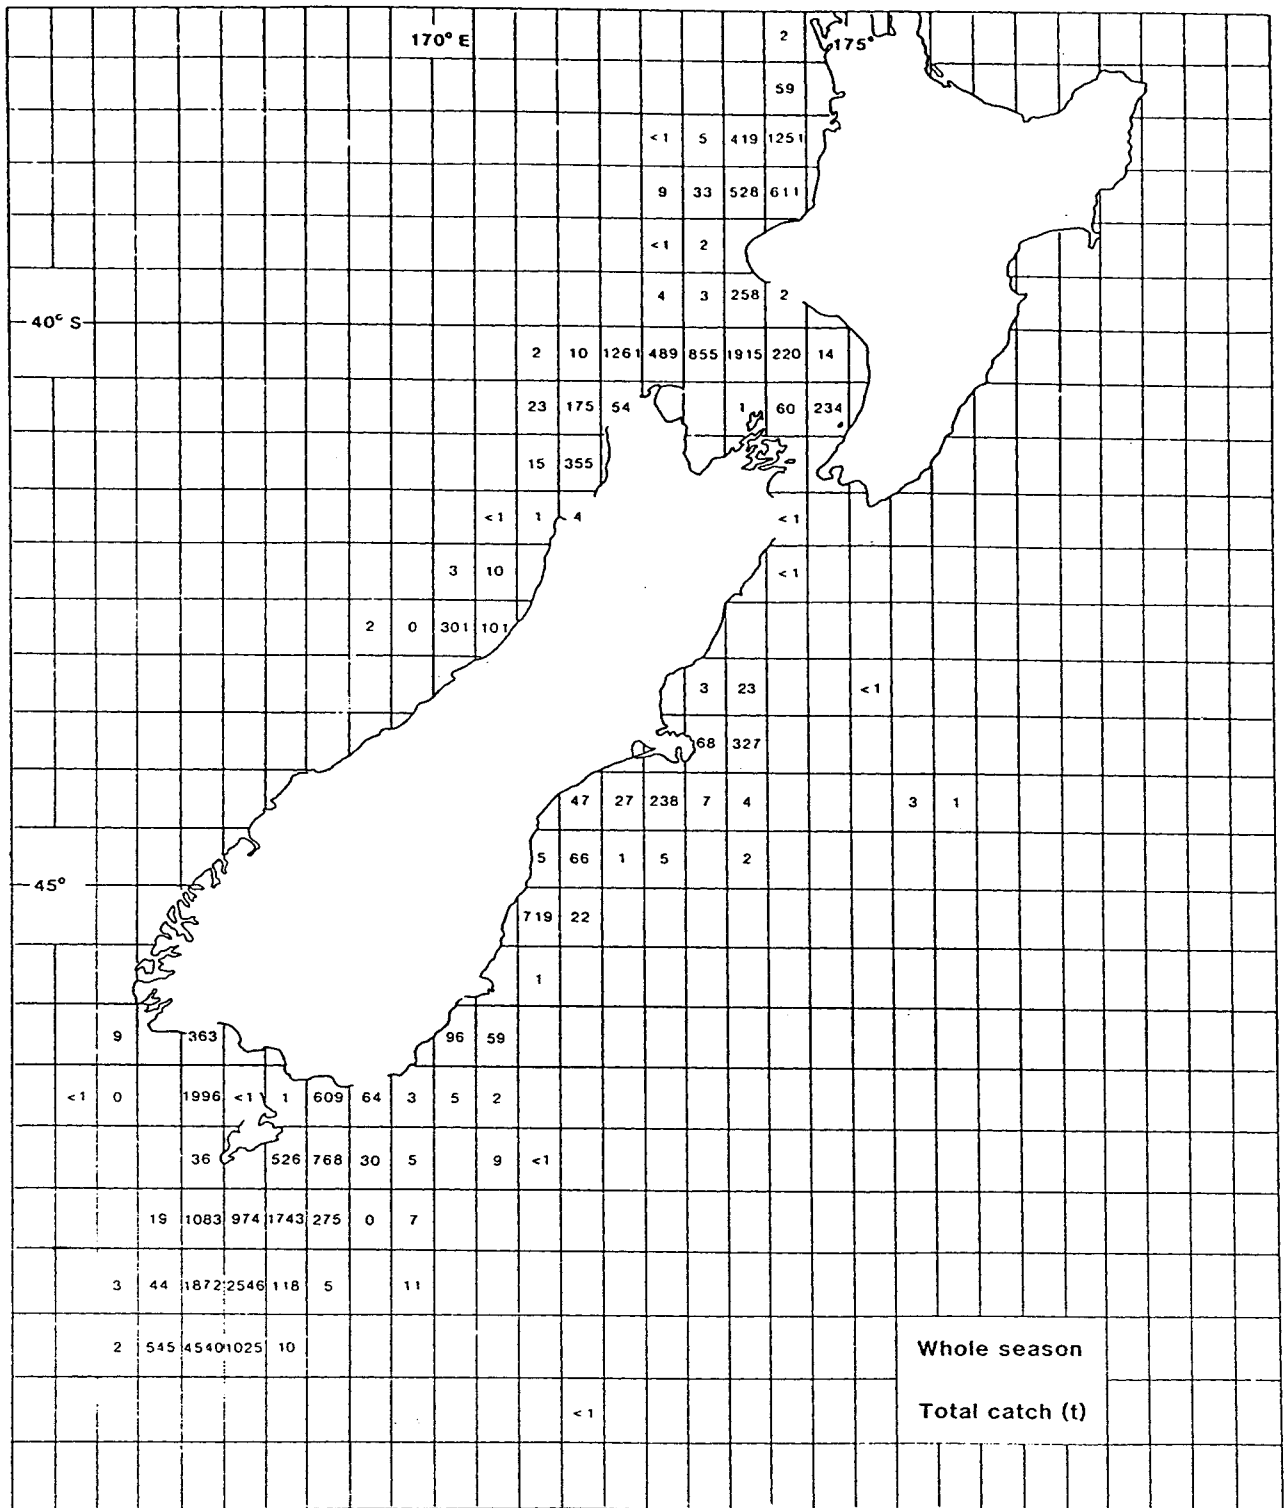 170° E 2 175°
59
<1 5 419 1251
9 33 528 611
<1 2
4 3 258 2
40° S
2 10 1261 489 855 1915 220 14
23 175 54 1 60 234
15 355
<1 1 4 <1
3 10 <1
2 0 301 101
3 23 <1
68 327
47 27 238 7 4 3 1
5 66 1 5 2
45°
719 22
1
9 363 96 59
<1 0 1996 <1 1 609 64 3 5 2
36 526 768 30 5 9 <1
19 1083 974 1743 275 0 7
3 44 1872 2546 118 5 11
2 545 4540 1025 10 Whole season
<1 Total catch (t)